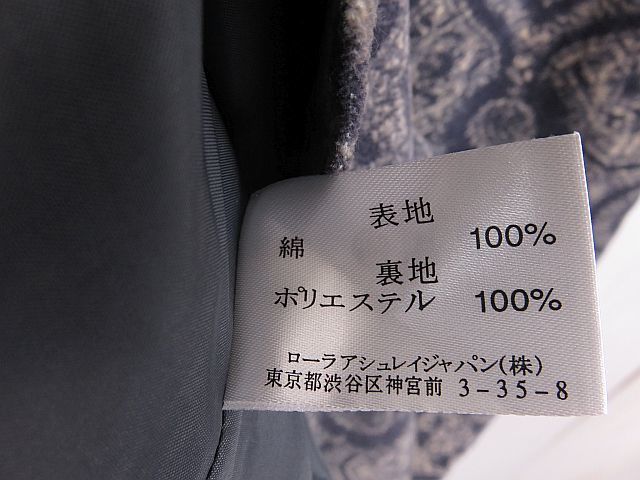 表地
綿 100%
裏地
ポリエステル 100%
ローラアシュレイジャパン(株)
東京都渋谷区神宮前 3-35-8